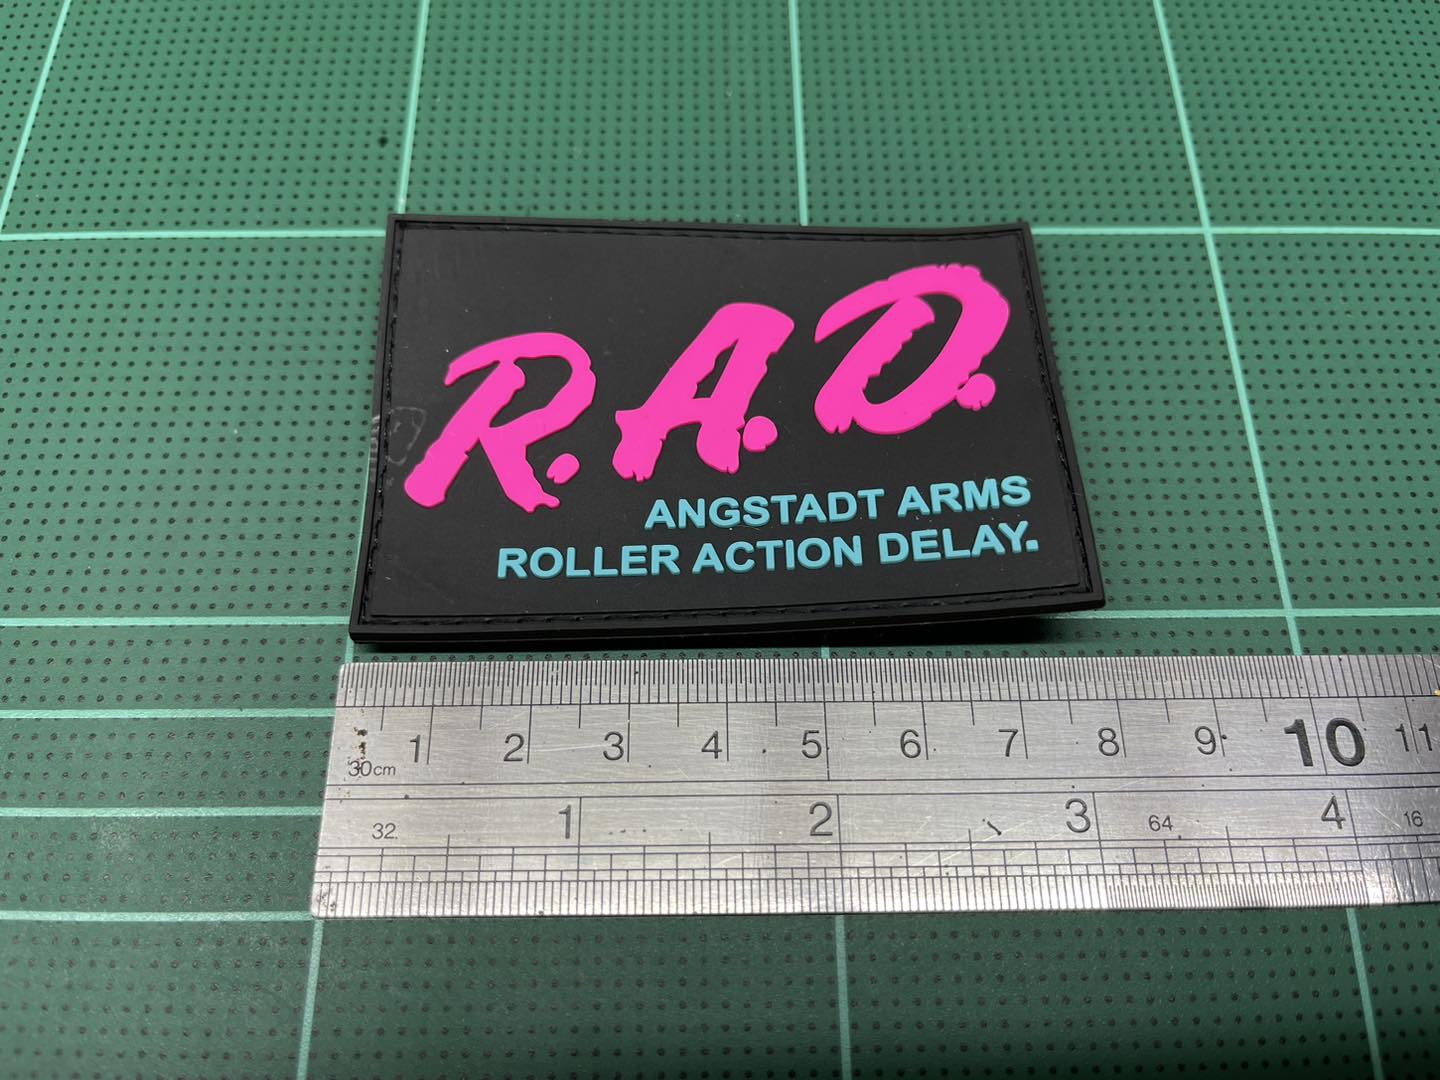 R.A.D.
ANGSTADT ARMS
ROLLER ACTION DELAY.
1 2 3 4 5 6 7 8 9 10 11
30cm
1 2 3 4
32 64 16